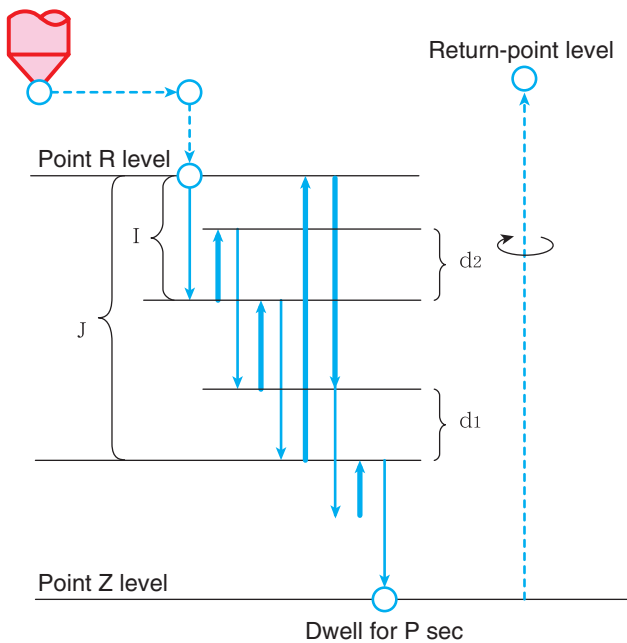 Return-point level
Point R level
I
d2
J
d1
Point Z level
Dwell for P sec